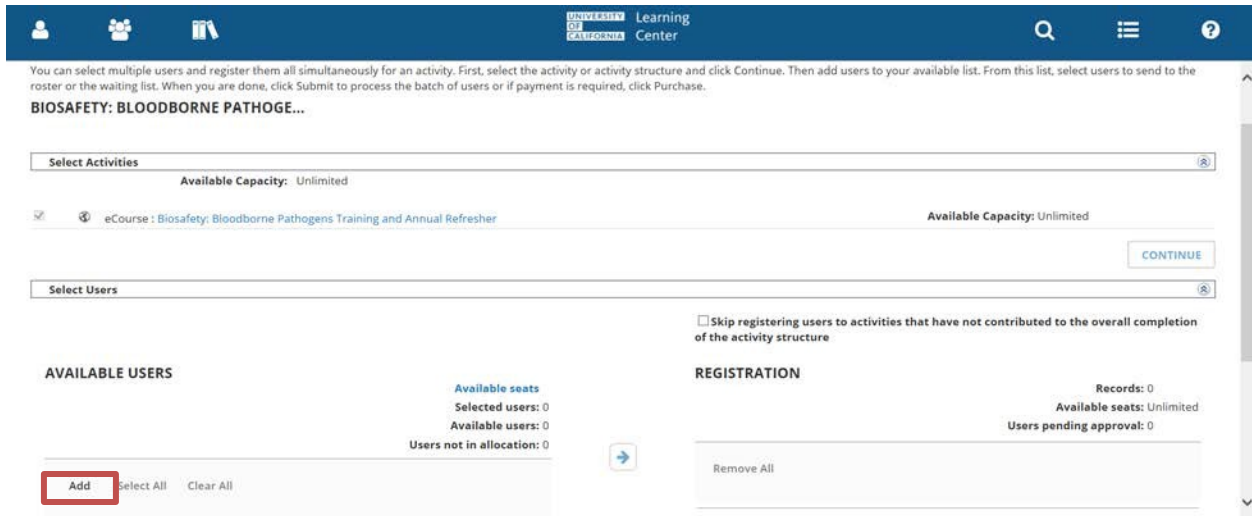 UNIVERSITY OF CALIFORNIA Learning Center
You can select multiple users and register them all simultaneously for an activity. First, select the activity or activity structure and click Continue. Then add users to your available list. From this list, select users to send to the
roster or the waiting list. When you are done, click Submit to process the batch of users or if payment is required, click Purchase.
BIOSAFETY: BLOODBORNE PATHOGE...
Select Activities
Available Capacity: Unlimited
eCourse : Biosafety: Bloodborne Pathogens Training and Annual Refresher
Available Capacity: Unlimited
CONTINUE
Select Users
Skip registering users to activities that have not contributed to the overall completion
of the activity structure
AVAILABLE USERS
Available seats
Selected users: 0
Available users: 0
Users not in allocation: 0
Add Select All Clear All
REGISTRATION
Records: 0
Available seats: Unlimited
Users pending approval: 0
Remove All